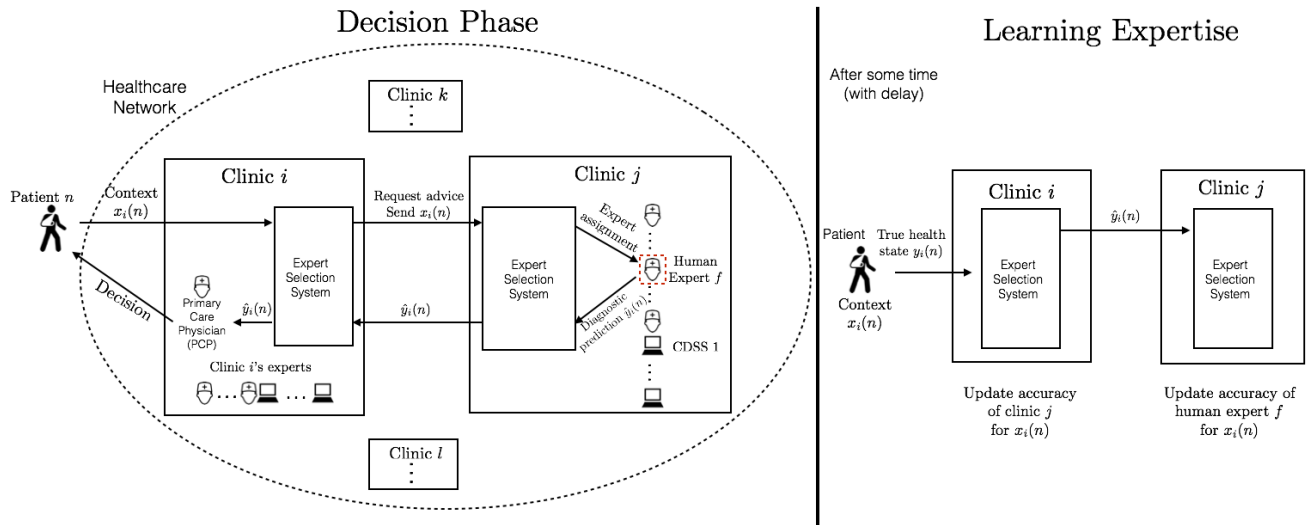 Decision Phase
Healthcare
Network
Clinic k
Clinic i
Clinic j
Patient n
Context
xᵢ(n)
Request advice
Send xᵢ(n)
Expert
assignment
Expert
Selection
System
Expert
Selection
System
Human
Expert f
Decision
Primary
Care
Physician
(PCP)
ŷᵢ(n)
ŷᵢ(n)
Diagnostic
prediction ŷᵢ(n)
CDSS 1
Clinic i's experts
Clinic l
Learning Expertise
After some time
(with delay)
Clinic i
Clinic j
Patient
True health
state yᵢ(n)
Context
xᵢ(n)
Expert
Selection
System
ŷᵢ(n)
Expert
Selection
System
Update accuracy
of clinic j
for xᵢ(n)
Update accuracy of
human expert f
for xᵢ(n)